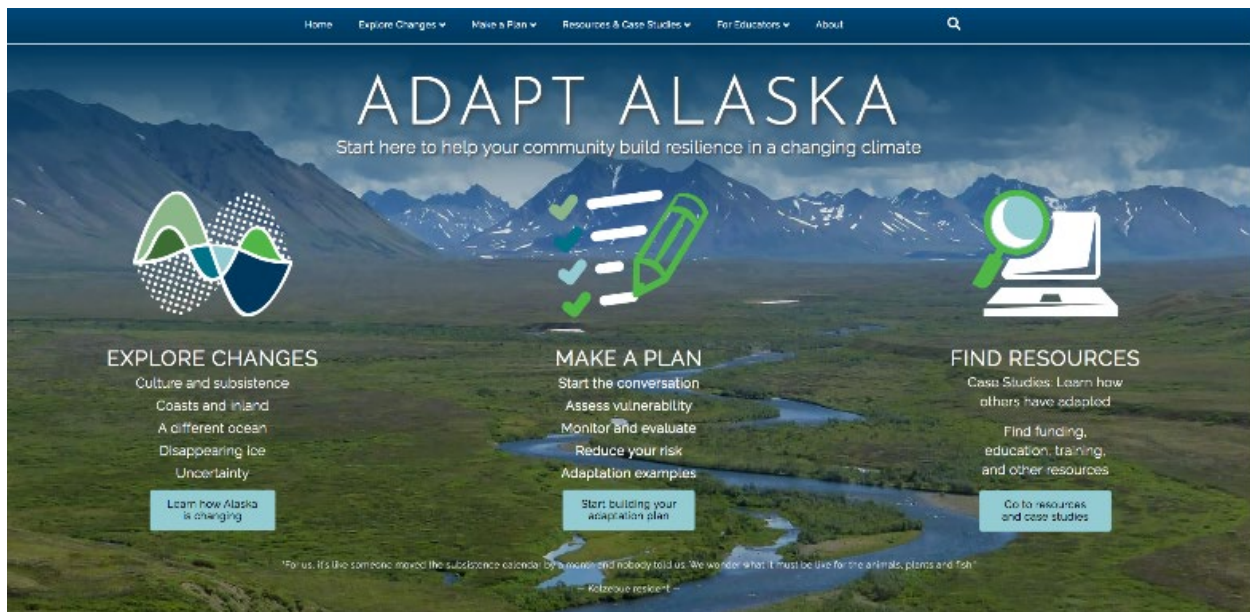 Home Explore Changes Make a Plan Resources & Case Studies For Educators About
ADAPT ALASKA
Start here to help your community build resilience in a changing climate
EXPLORE CHANGES
Culture and subsistence
Coasts and inland
A different ocean
Disappearing ice
Uncertainty
Learn how Alaska
is changing
MAKE A PLAN
Start the conversation
Assess vulnerability
Monitor and evaluate
Reduce your risk
Adaptation examples
Start building your
adaptation plan
FIND RESOURCES
Case Studies: Learn how
others have adapted
Find funding,
education, training,
and other resources
Go to resources
and case studies
"For us, it's like someone moved the subsistence calendar by a month and nobody told us. We wonder what it must be like for the animals, plants and fish."
— Kotzebue resident —